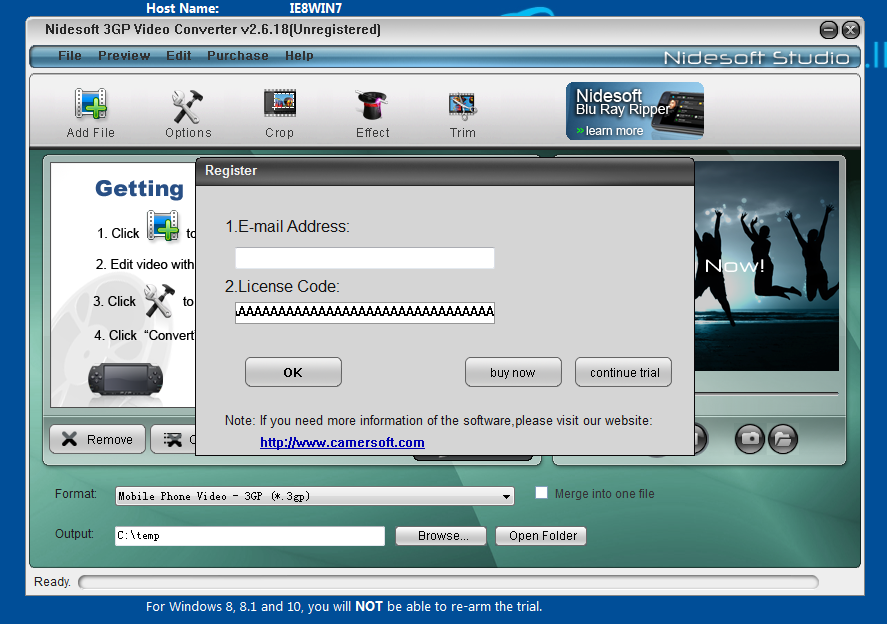 Host Name: IE8WIN7
Nidesoft 3GP Video Converter v2.6.18(Unregistered)
File Preview Edit Purchase Help
Nidesoft Studio
Add File Options Crop Effect Trim
Nidesoft
Blu Ray Ripper
» learn more
Register
Getting
1. Click to
2. Edit video with
3. Click to
4. Click “Convert
1.E-mail Address:
2.License Code:
AAAAAAAAAAAAAAAAAAAAAAAAAAAAAAAA
OK buy now continue trial
Note: If you need more information of the software,please visit our website:
http://www.camersoft.com
Now!
Remove
Format: Mobile Phone Video - 3GP (*.3gp) Merge into one file
Output: C:\temp Browse... Open Folder
Ready.
For Windows 8, 8.1 and 10, you will NOT be able to re-arm the trial.